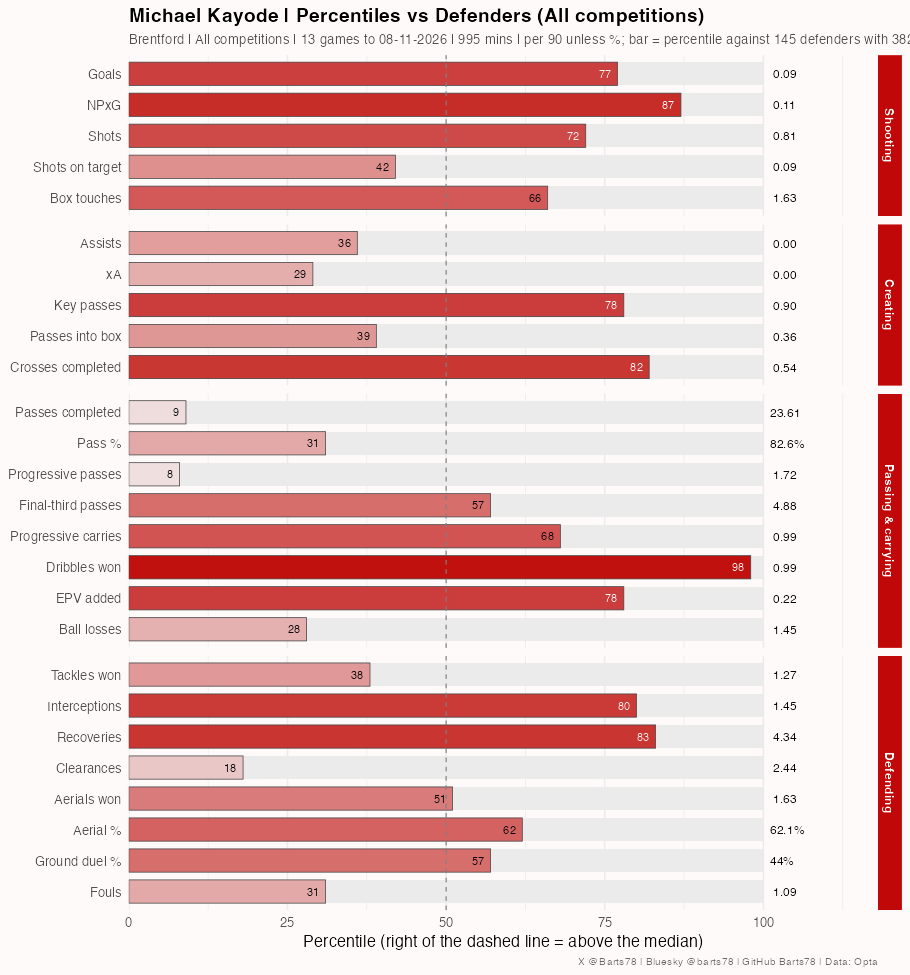 Michael Kayode | Percentiles vs Defenders (All competitions)
Brentford | All competitions | 13 games to 08-11-2026 | 995 mins | per 90 unless %; bar = percentile against 145 defenders with 382
Goals 77 0.09
NPxG 87 0.11
Shots 72 0.81
Shots on target 42 0.09
Box touches 66 1.63
Shooting
Assists 36 0.00
xA 29 0.00
Key passes 78 0.90
Passes into box 39 0.36
Crosses completed 82 0.54
Creating
Passes completed 9 23.61
Pass % 31 82.6%
Progressive passes 8 1.72
Final-third passes 57 4.88
Progressive carries 68 0.99
Dribbles won 98 0.99
EPV added 78 0.22
Ball losses 28 1.45
Passing & carrying
Tackles won 38 1.27
Interceptions 80 1.45
Recoveries 83 4.34
Clearances 18 2.44
Aerials won 51 1.63
Aerial % 62 62.1%
Ground duel % 57 44%
Fouls 31 1.09
Defending
0 25 50 75 100
Percentile (right of the dashed line = above the median)
X @Barts78 | Bluesky @barts78 | GitHub Barts78 | Data: Opta